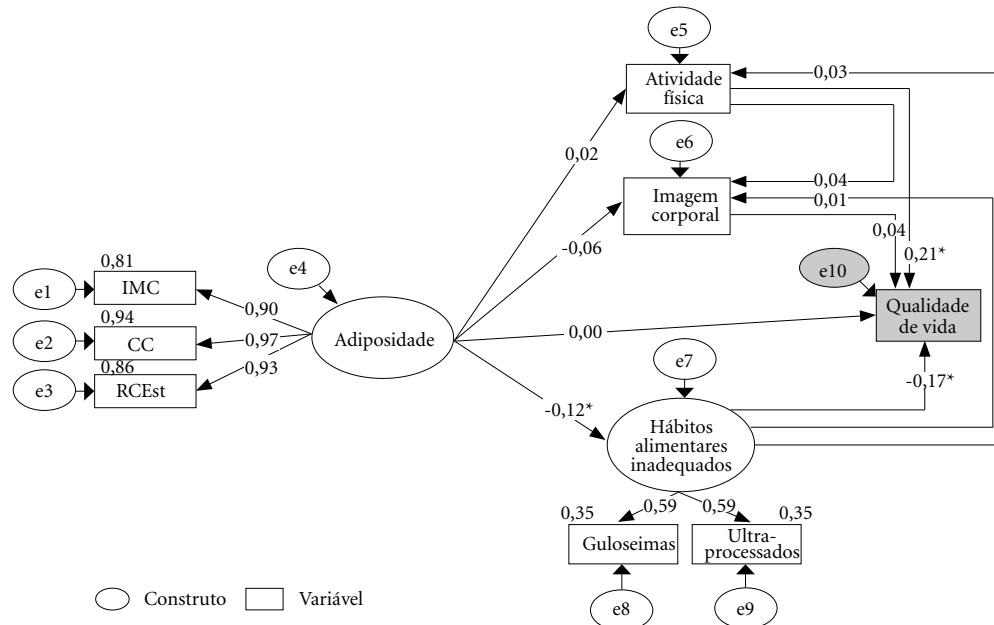 e5
Atividade
física
0,03
e6
0,02
Imagem
corporal
0,04
0,01
-0,06
0,04
0,21*
e10
Qualidade
de vida
e4
0,81
e1
IMC
0,90
0,94
e2
CC
0,97
Adiposidade
0,00
0,86
e3
RCEst
0,93
e7
-0,17*
-0,12*
Hábitos
alimentares
inadequados
0,35
0,59
0,59
0,35
Guloseimas
Ultra-
processados
e8
e9
Construto
Variável